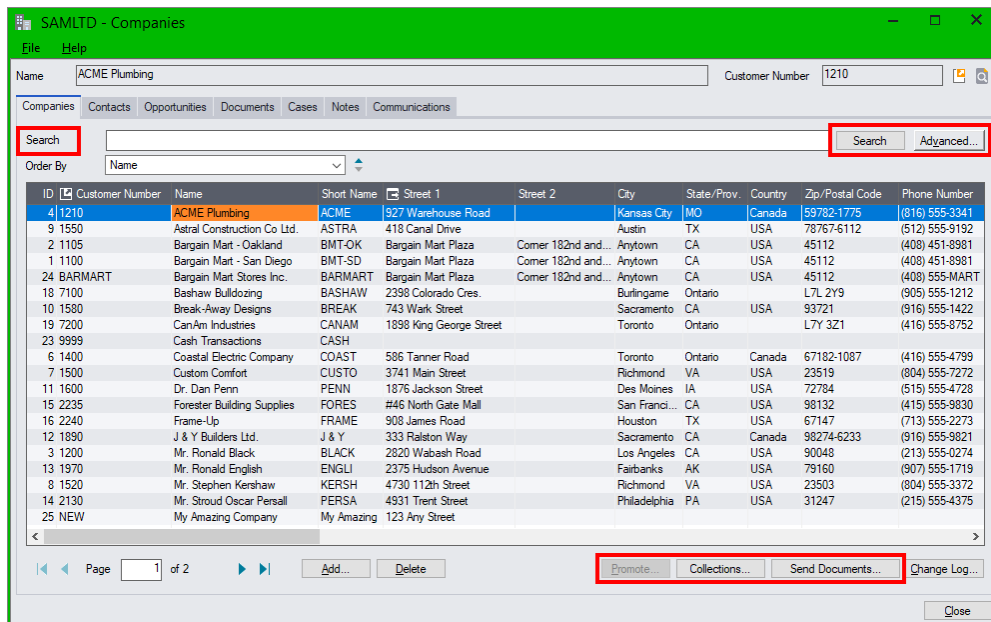 SAMLTD - Companies
File Help
Name ACME Plumbing Customer Number 1210
Companies Contacts Opportunities Documents Cases Notes Communications
Search Search Advanced...
Order By Name
ID Customer Number Name Short Name Street 1 Street 2 City State/Prov. Country Zip/Postal Code Phone Number
4 1210 ACME Plumbing ACME 927 Warehouse Road Kansas City MO Canada 59782-1775 (816) 555-3341
9 1550 Astral Construction Co Ltd. ASTRA 418 Canal Drive Austin TX USA 78767-6112 (512) 555-9192
2 1105 Bargain Mart - Oakland BMT-OK Bargain Mart Plaza Corner 182nd and... Anytown CA USA 45112 (408) 451-8981
1 1100 Bargain Mart - San Diego BMT-SD Bargain Mart Plaza Corner 182nd and... Anytown CA USA 45112 (408) 451-8981
24 BARMART Bargain Mart Stores Inc. BARMART Bargain Mart Plaza Corner 182nd and... Anytown CA USA 45112 (408) 555-MART
18 7100 Bashaw Bulldozing BASHAW 2398 Colorado Cres. Burlingame Ontario L7L 2Y9 (905) 555-1212
10 1580 Break-Away Designs BREAK 743 Wark Street Sacramento CA USA 93721 (916) 555-1422
19 7200 CanAm Industries CANAM 1898 King George Street Toronto Ontario L7Y 3Z1 (416) 555-8752
23 9999 Cash Transactions CASH
6 1400 Coastal Electric Company COAST 586 Tanner Road Toronto Ontario Canada 67182-1087 (416) 555-4799
7 1500 Custom Comfort CUSTO 3741 Main Street Richmond VA USA 23519 (804) 555-7272
11 1600 Dr. Dan Penn PENN 1876 Jackson Street Des Moines IA USA 72784 (515) 555-4728
15 2235 Forester Building Supplies FORES #46 North Gate Mall San Franci... CA USA 98132 (415) 555-9830
16 2240 Frame-Up FRAME 908 James Road Houston TX USA 67147 (713) 555-2273
12 1890 J & Y Builders Ltd. J & Y 333 Ralston Way Sacramento CA Canada 98274-6233 (916) 555-9821
3 1200 Mr. Ronald Black BLACK 2820 Wabash Road Los Angeles CA USA 90048 (213) 555-0274
13 1970 Mr. Ronald English ENGLI 2375 Hudson Avenue Fairbanks AK USA 79160 (907) 555-1719
8 1520 Mr. Stephen Kershaw KERSH 4730 112th Street Richmond VA USA 23503 (804) 555-3372
14 2130 Mr. Stroud Oscar Persall PERSA 4931 Trent Street Philadelphia PA USA 31247 (215) 555-4375
25 NEW My Amazing Company My Amazing 123 Any Street
Page 1 of 2 Add... Delete Promote... Collections... Send Documents... Change Log...
Close